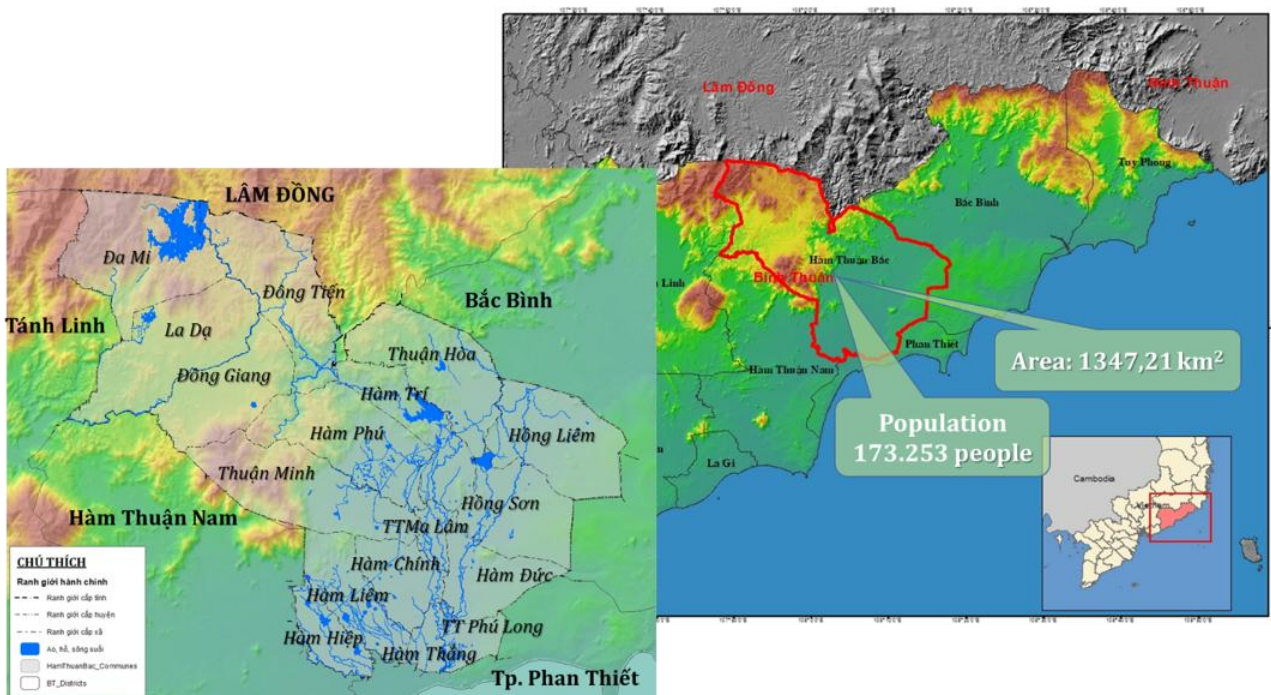 Lâm Đồng
Bình Thuận
Tuy Phong
Bắc Bình
Hàm Thuận Bắc
Bình Thuận
Linh
Phan Thiết
Hàm Thuận Nam
La Gi
Area: 1347,21 km²
Population
173.253 people
Cambodia
Vietnam
LÂM ĐỒNG
Đa Mi
Đông Tiến
Bắc Bình
Tánh Linh
La Dạ
Thuận Hòa
Đồng Giang
Hàm Trí
Hàm Phú
Hồng Liêm
Thuận Minh
Hồng Sơn
Hàm Thuận Nam
TTMa Lâm
Hàm Chính
Hàm Đức
Hàm Liêm
Hàm Hiệp
TT Phú Long
Hàm Thắng
Tp. Phan Thiết
CHÚ THÍCH
Ranh giới hành chính
Ranh giới cấp tỉnh
Ranh giới cấp huyện
Ranh giới cấp xã
Ao, hồ, sông suối
HamThuanBac_Communes
BT_Districts